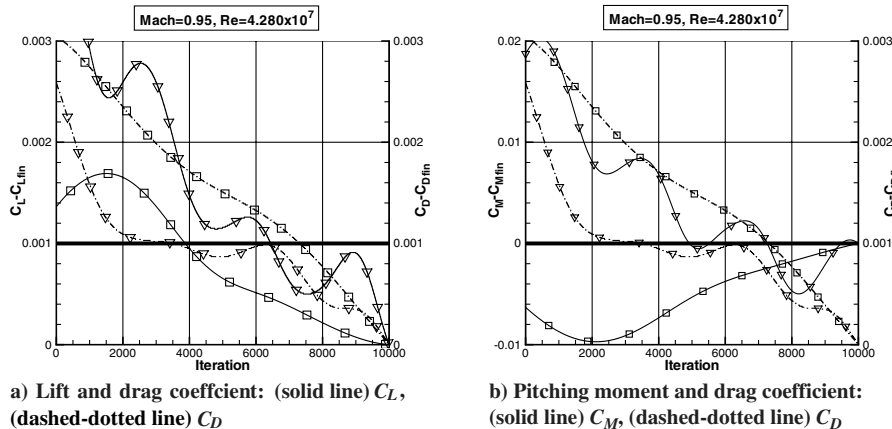 Mach=0.95, Re=4.280x10⁷
0.003
0.002
0.001
0
C_L-C_Lfin
0.003
0.002
0.001
0
C_D-C_Dfin
0 2000 4000 6000 8000 10000
Iteration
a) Lift and drag coeffcient: (solid line) C_L,
(dashed-dotted line) C_D
Mach=0.95, Re=4.280x10⁷
0.02
0.01
0
-0.01
C_M-C_Mfin
0.003
0.002
0.001
0
0 2000 4000 6000 8000 10000
Iteration
b) Pitching moment and drag coefficient:
(solid line) C_M, (dashed-dotted line) C_D